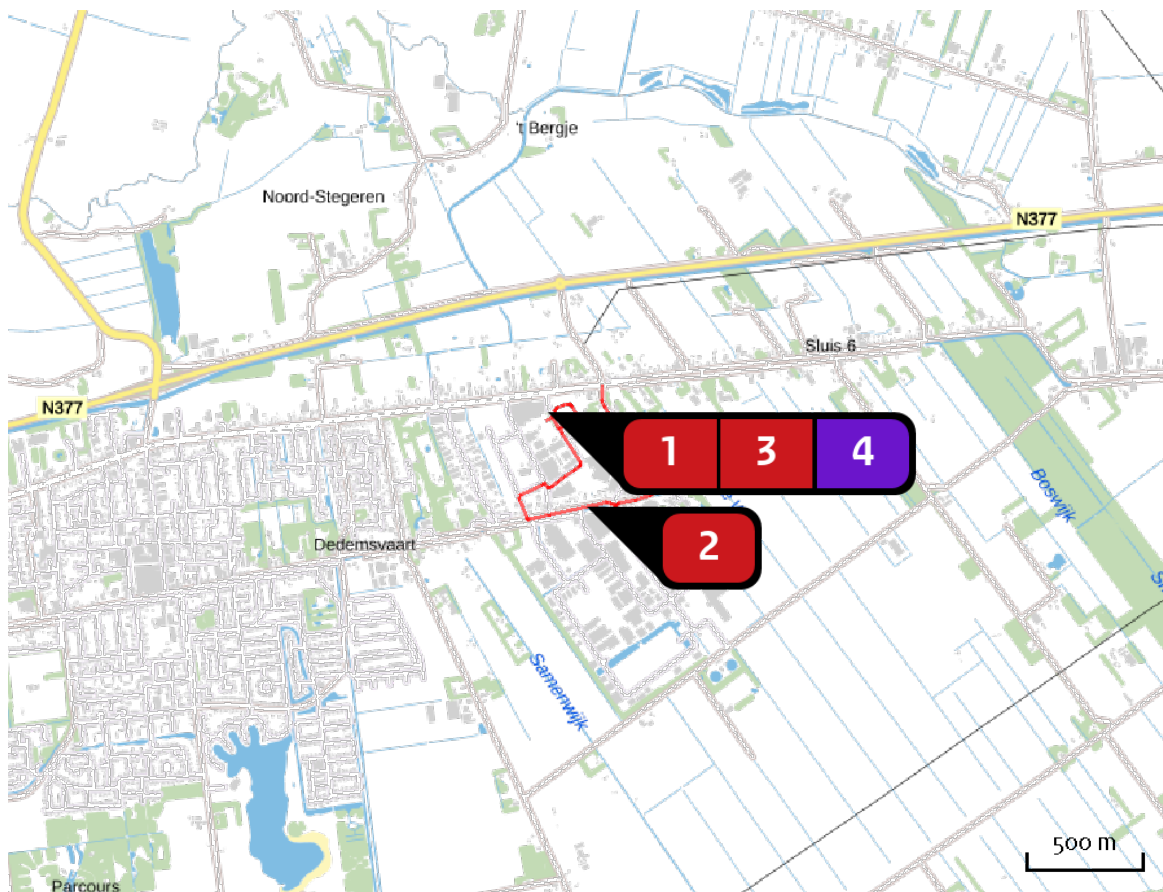 't Bergje
Noord-Stegeren
N377
Sluis 6
N377
1 3 4
Boswijk
2
Dedemsvaart
Samenwijk
500 m
Parcours